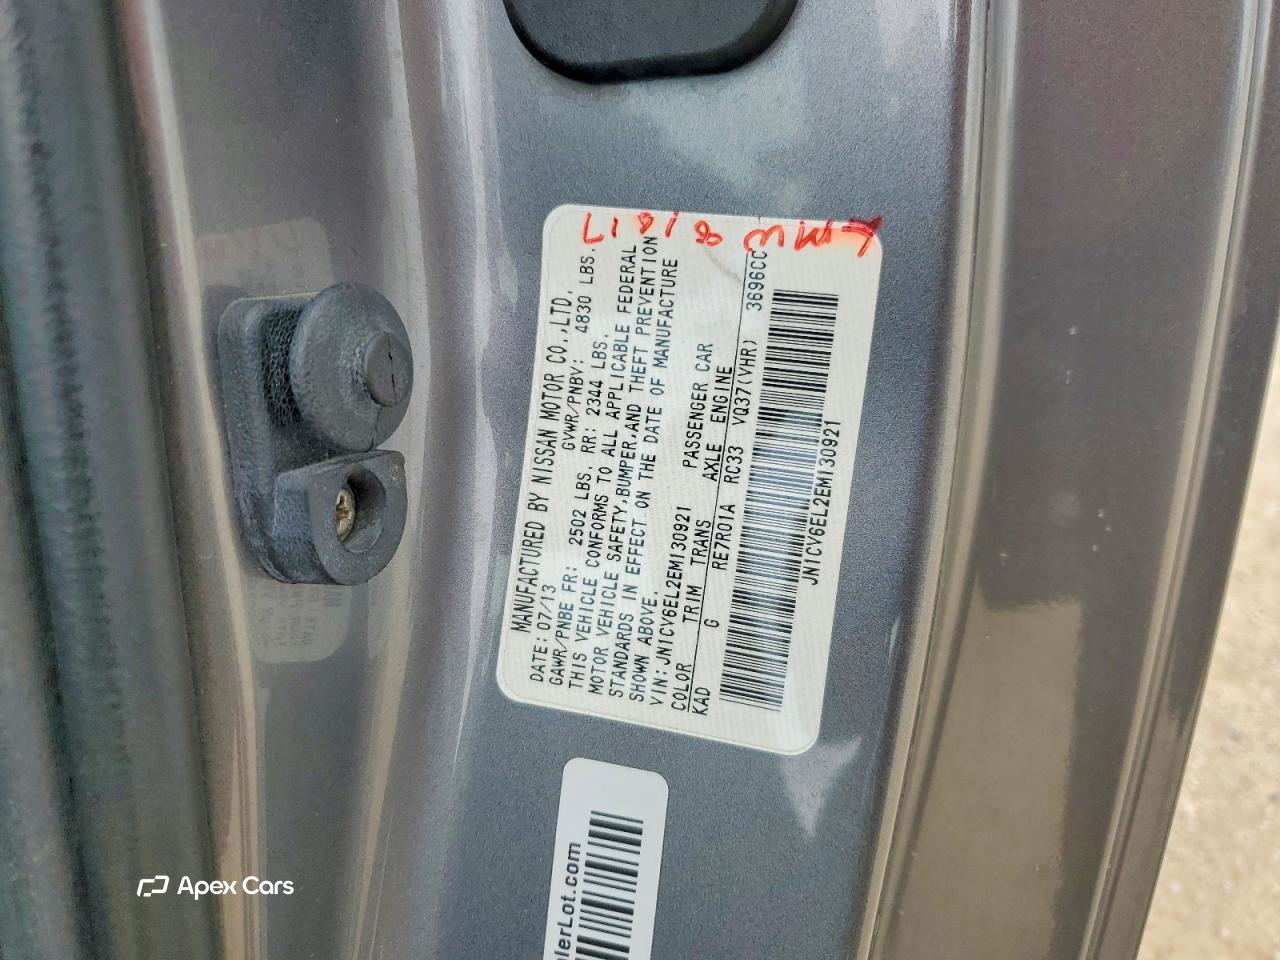 MANUFACTURED BY NISSAN MOTOR CO.,LTD.
DATE: 07/13 GVWR/PNBV: 4830 LBS.
GAWR/PNBE FR: 2502 LBS. RR: 2344 LBS.
THIS VEHICLE CONFORMS TO ALL APPLICABLE FEDERAL
MOTOR VEHICLE SAFETY,BUMPER,AND THEFT PREVENTION
STANDARDS IN EFFECT ON THE DATE OF MANUFACTURE
SHOWN ABOVE.
VIN:JN1CV6EL2EM130921 PASSENGER CAR
COLOR TRIM TRANS AXLE ENGINE
KAD G RE7R01A RC33 VQ37(VHR) 3696CC
JN1CV6EL2EM130921
Apex Cars